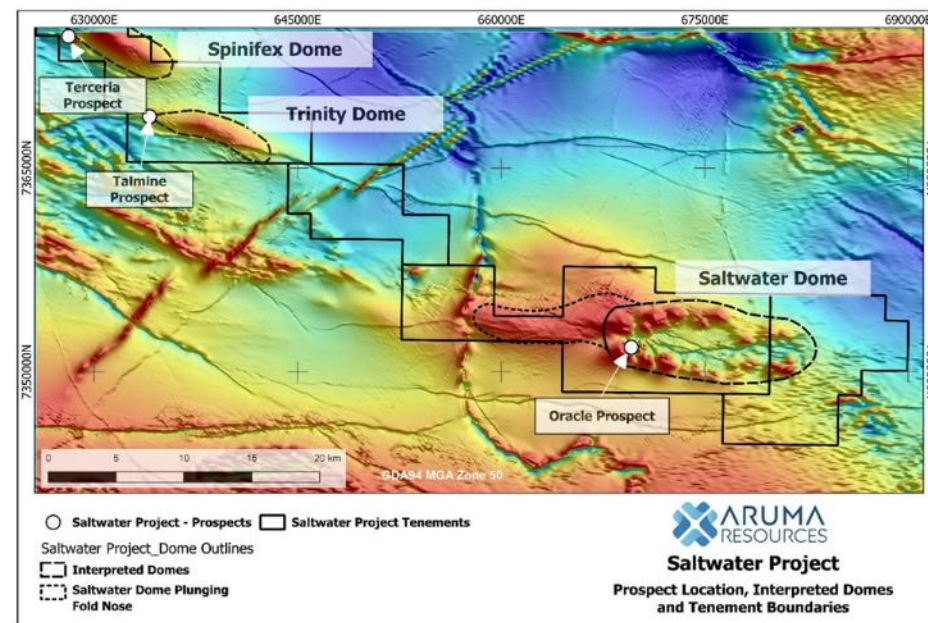 630000E 645000E 660000E 675000E 690000E
Spinifex Dome
Terceria
Prospect
Trinity Dome
Talmine
Prospect
7365000N
Saltwater Dome
7350000N
Oracle Prospect
0 5 10 15 20 km
GDA94 MGA Zone 50
Saltwater Project - Prospects
Saltwater Project Tenements
Saltwater Project_Dome Outlines
Interpreted Domes
Saltwater Dome Plunging
Fold Nose
ARUMA
RESOURCES
Saltwater Project
Prospect Location, Interpreted Domes
and Tenement Boundaries